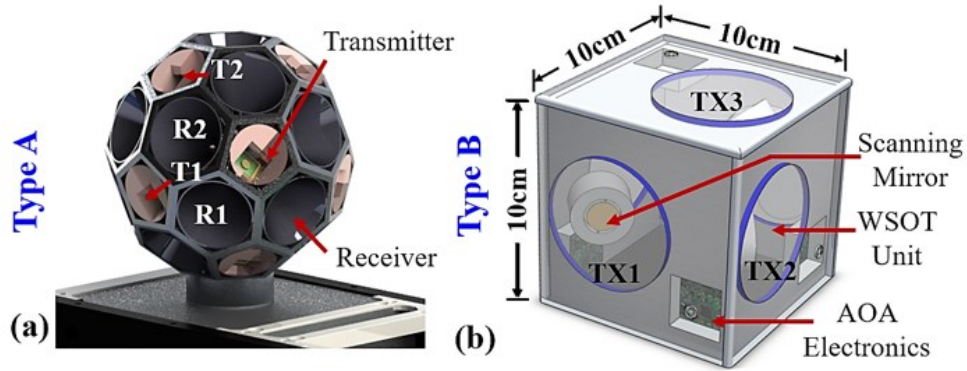 Type A
Transmitter
T2
R2
T1
R1
Receiver
(a)
Type B
10cm
10cm
10cm
TX3
Scanning
Mirror
WSOT
Unit
TX1
TX2
AOA
Electronics
(b)